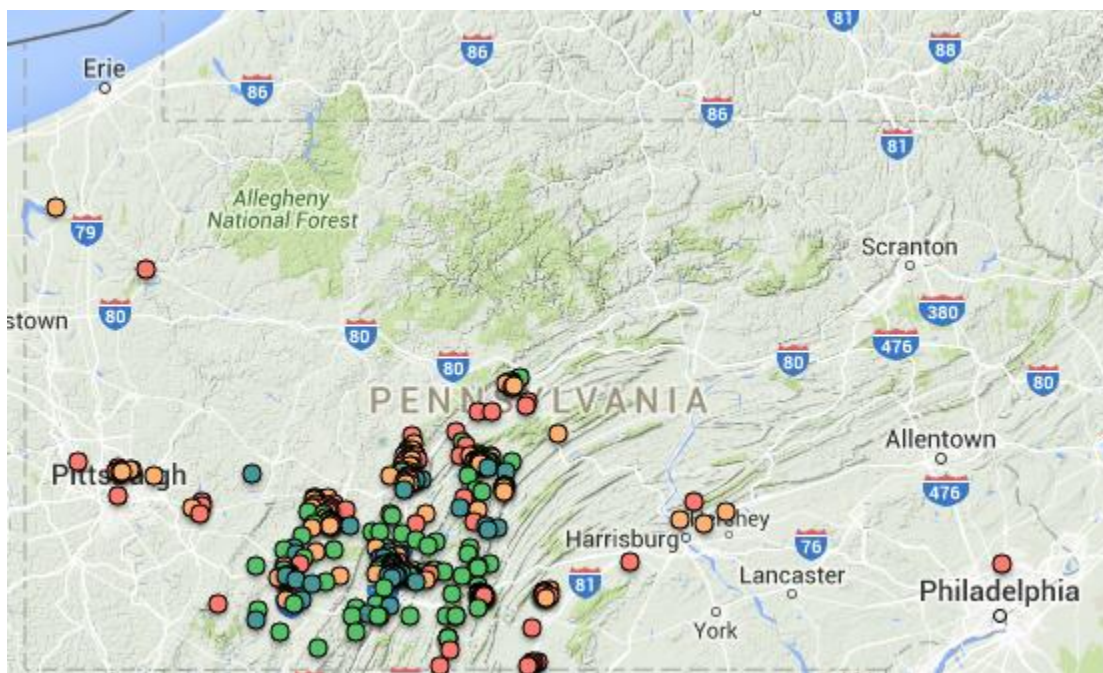 81
86
88
Erie
86
86
81
Allegheny
National Forest
79
Scranton
80
380
stown
80
476
80
80
80
PENNSYLVANIA
Allentown
Pittsburgh
476
Harrisburg
76
81
Lancaster
Philadelphia
York